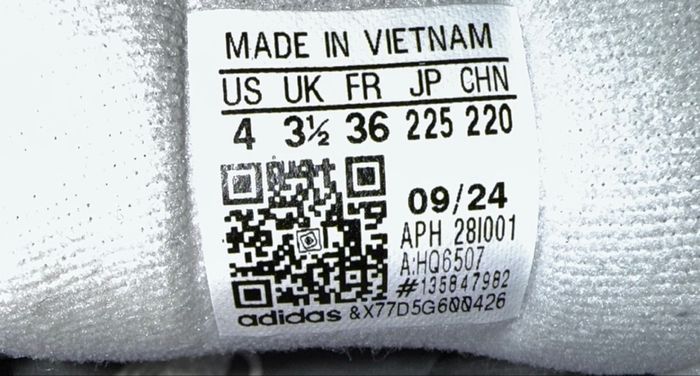 MADE IN VIETNAM
US UK FR JP CHN
4 3½ 36 225 220
09/24
APH 28I001
A:HQ6507
#135847982
adidas &X77D5G600426